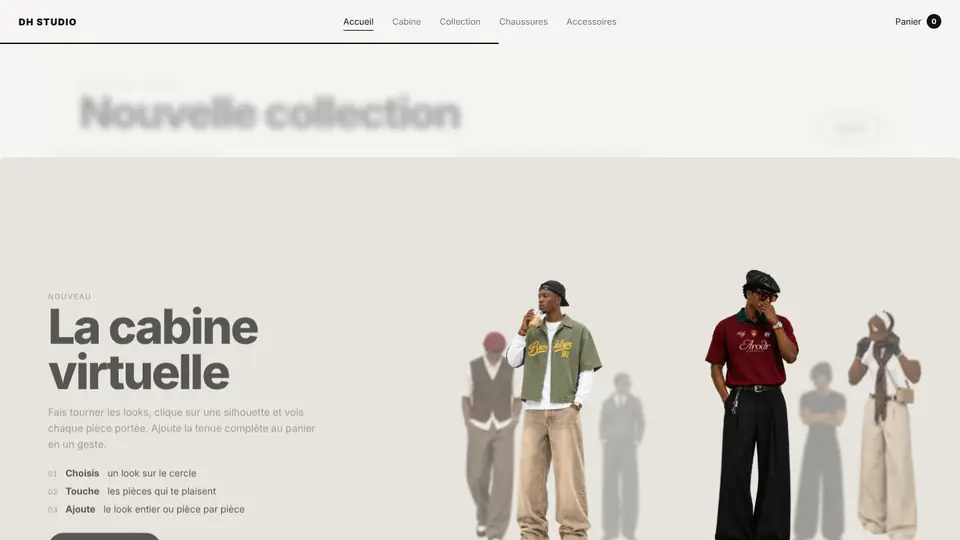 DH STUDIO
Accueil
Cabine
Collection
Chaussures
Accessoires
Panier 0
Nouvelle collection
NOUVEAU
La cabine
virtuelle
Fais tourner les looks, clique sur une silhouette et vois
chaque pièce portée. Ajoute la tenue complète au panier
en un geste.
01 Choisis un look sur le cercle
02 Touche les pièces qui te plaisent
03 Ajoute le look entier ou pièce par pièce
Brooklyn
92